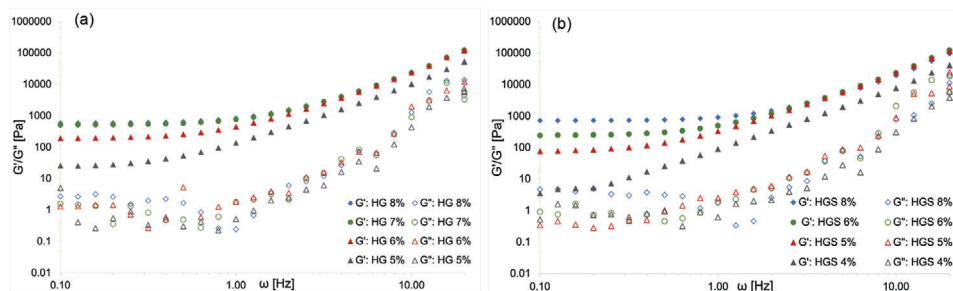 (a)
1000000
100000
10000
1000
100
10
1
0.1
0.01
G'/G'' [Pa]
0.10 1.00 10.00
ω [Hz]
G': HG 8% G'': HG 8%
G': HG 7% G'': HG 7%
G': HG 6% G'': HG 6%
G': HG 5% G'': HG 5%
(b)
1000000
100000
10000
1000
100
10
1
0.1
0.01
G'/G'' [Pa]
0.10 1.00 10.00
ω [Hz]
G': HGS 8% G'': HGS 8%
G': HGS 6% G'': HGS 6%
G': HGS 5% G'': HGS 5%
G': HGS 4% G'': HGS 4%